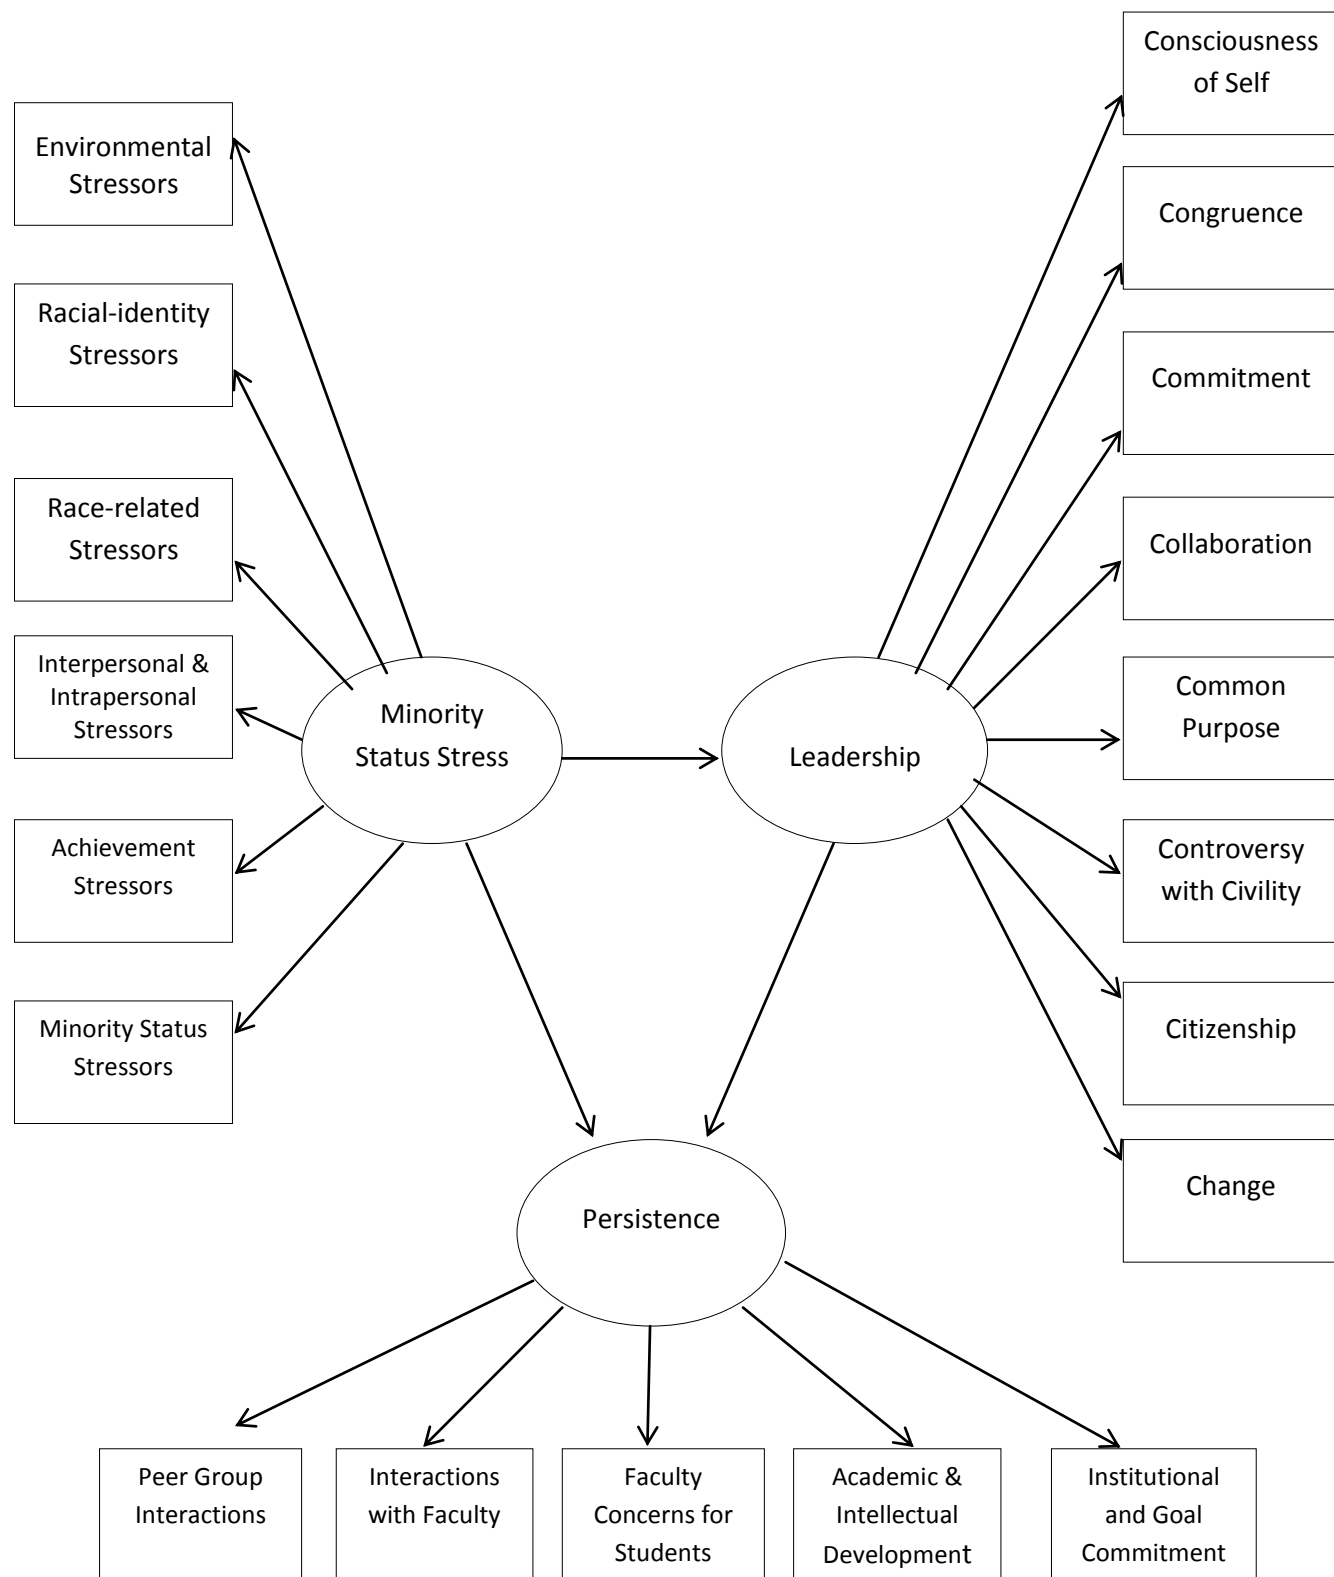 Consciousness
of Self
Environmental
Stressors
Congruence
Racial-identity
Stressors
Commitment
Race-related
Stressors
Collaboration
Interpersonal &
Intrapersonal
Stressors
Minority
Status Stress
Leadership
Common
Purpose
Achievement
Stressors
Controversy
with Civility
Minority Status
Stressors
Citizenship
Change
Persistence
Peer Group
Interactions
Interactions
with Faculty
Faculty
Concerns for
Students
Academic &
Intellectual
Development
Institutional
and Goal
Commitment